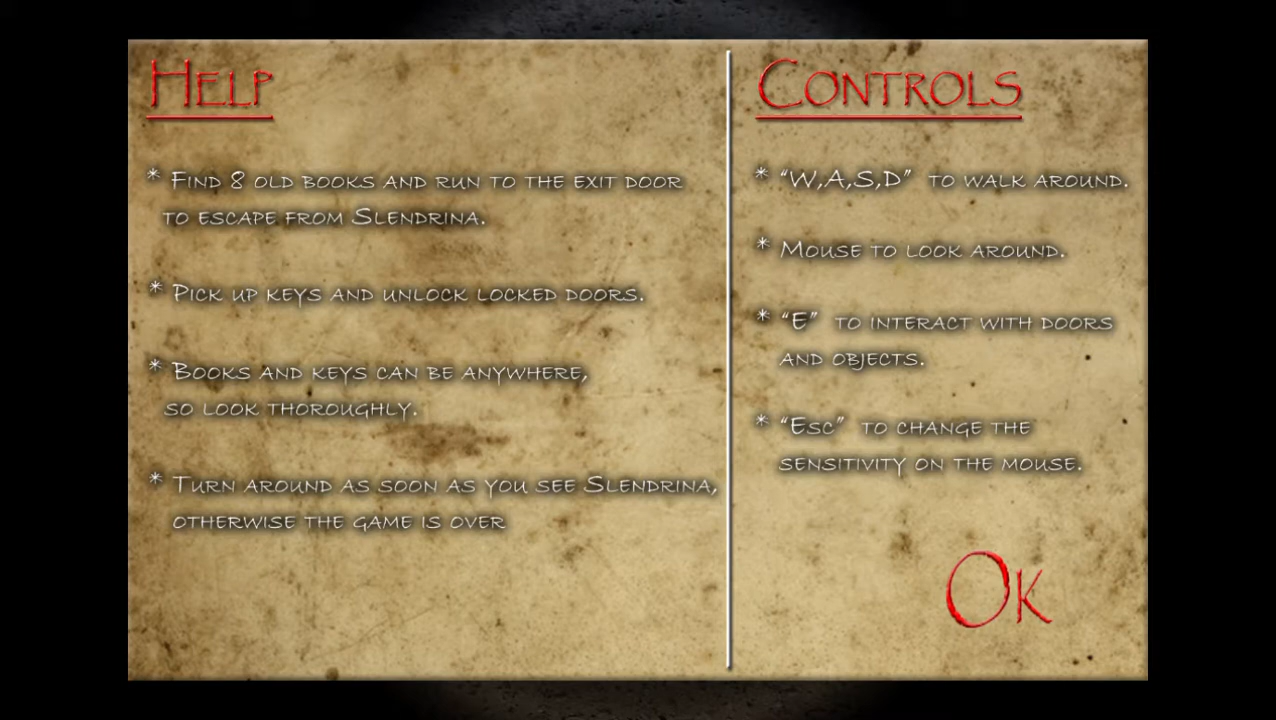 Help
* Find 8 old books and run to the exit door
to escape from Slendrina.
* Pick up keys and unlock locked doors.
* Books and keys can be anywhere,
so look thoroughly.
* Turn around as soon as you see Slendrina,
otherwise the game is over
Controls
* “W,A,S,D” to walk around.
* Mouse to look around.
* “E” to interact with doors
and objects.
* “Esc” to change the
sensitivity on the mouse.
Ok